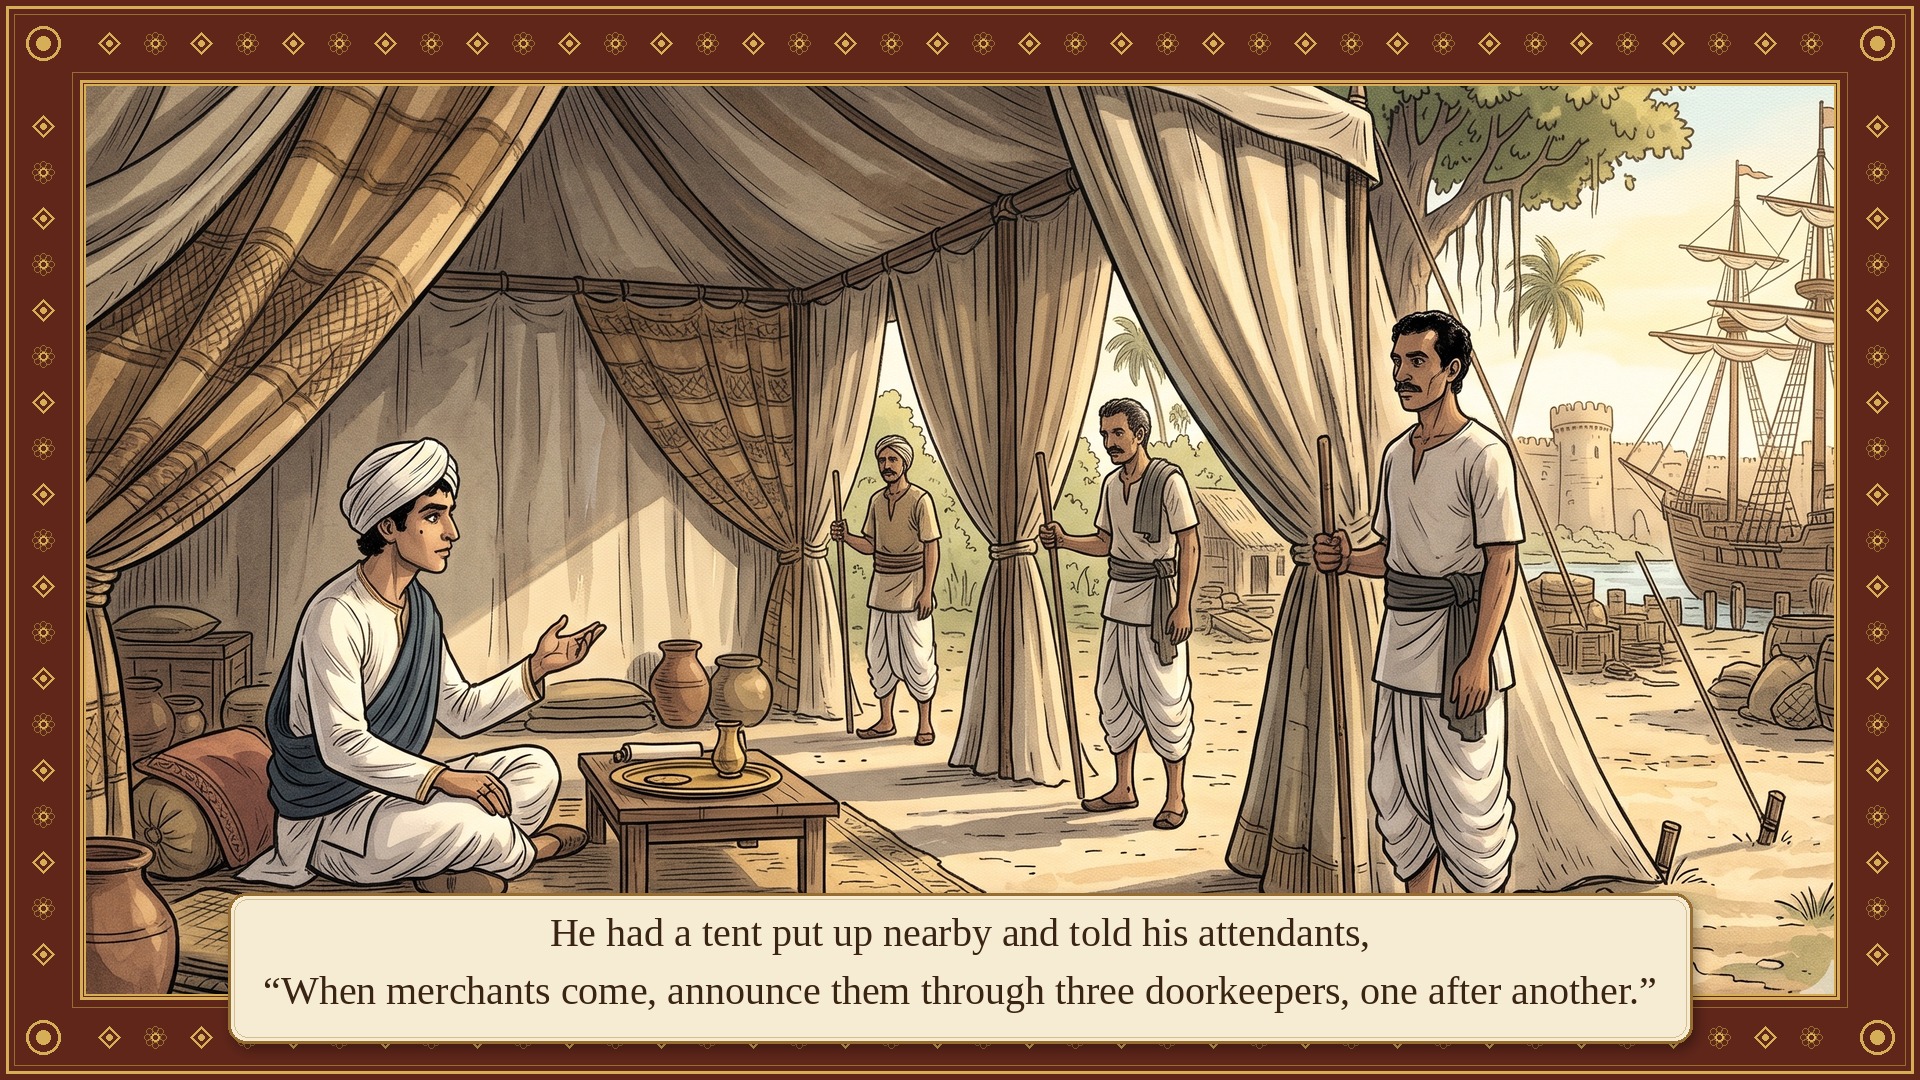 He had a tent put up nearby and told his attendants,
“When merchants come, announce them through three doorkeepers, one after another.”